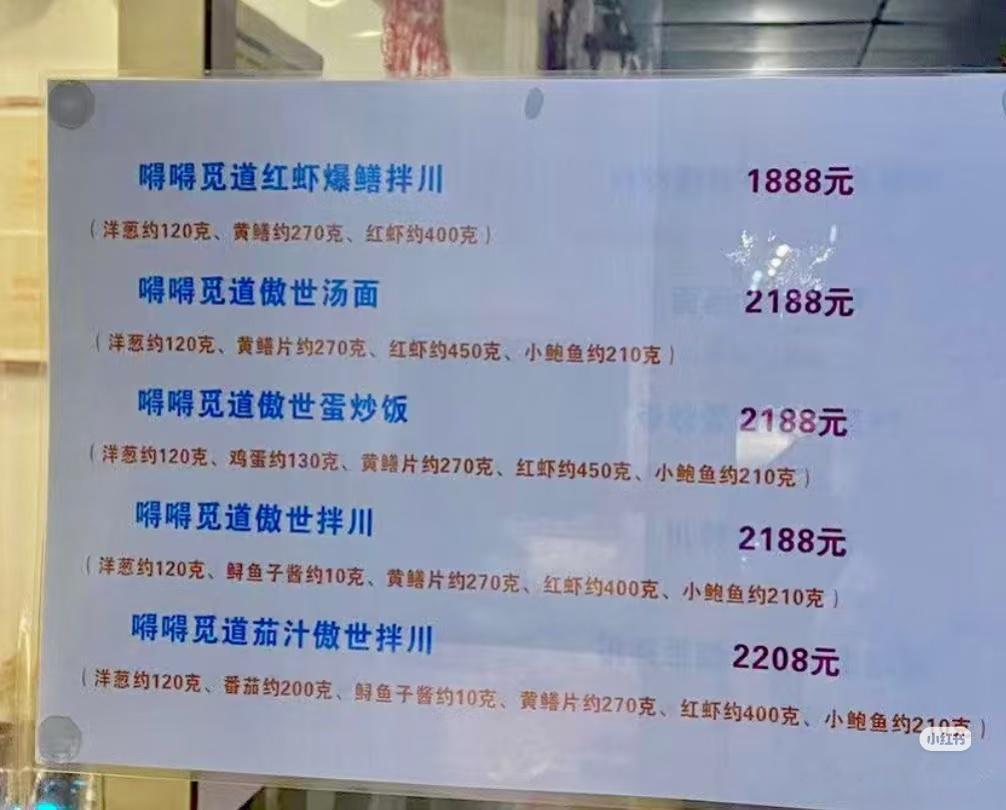 嘚嘚觅道红虾爆鳝拌川 1888元
（洋葱约120克、黄鳝约270克、红虾约400克）
嘚嘚觅道傲世汤面 2188元
（洋葱约120克、黄鳝片约270克、红虾约450克、小鲍鱼约210克）
嘚嘚觅道傲世蛋炒饭 2188元
（洋葱约120克、鸡蛋约130克、黄鳝片约270克、红虾约450克、小鲍鱼约210克）
嘚嘚觅道傲世拌川 2188元
（洋葱约120克、鲟鱼子酱约10克、黄鳝片约270克、红虾约400克、小鲍鱼约210克）
嘚嘚觅道茄汁傲世拌川 2208元
（洋葱约120克、番茄约200克、鲟鱼子酱约10克、黄鳝片约270克、红虾约400克、小鲍鱼约210克）
小红书